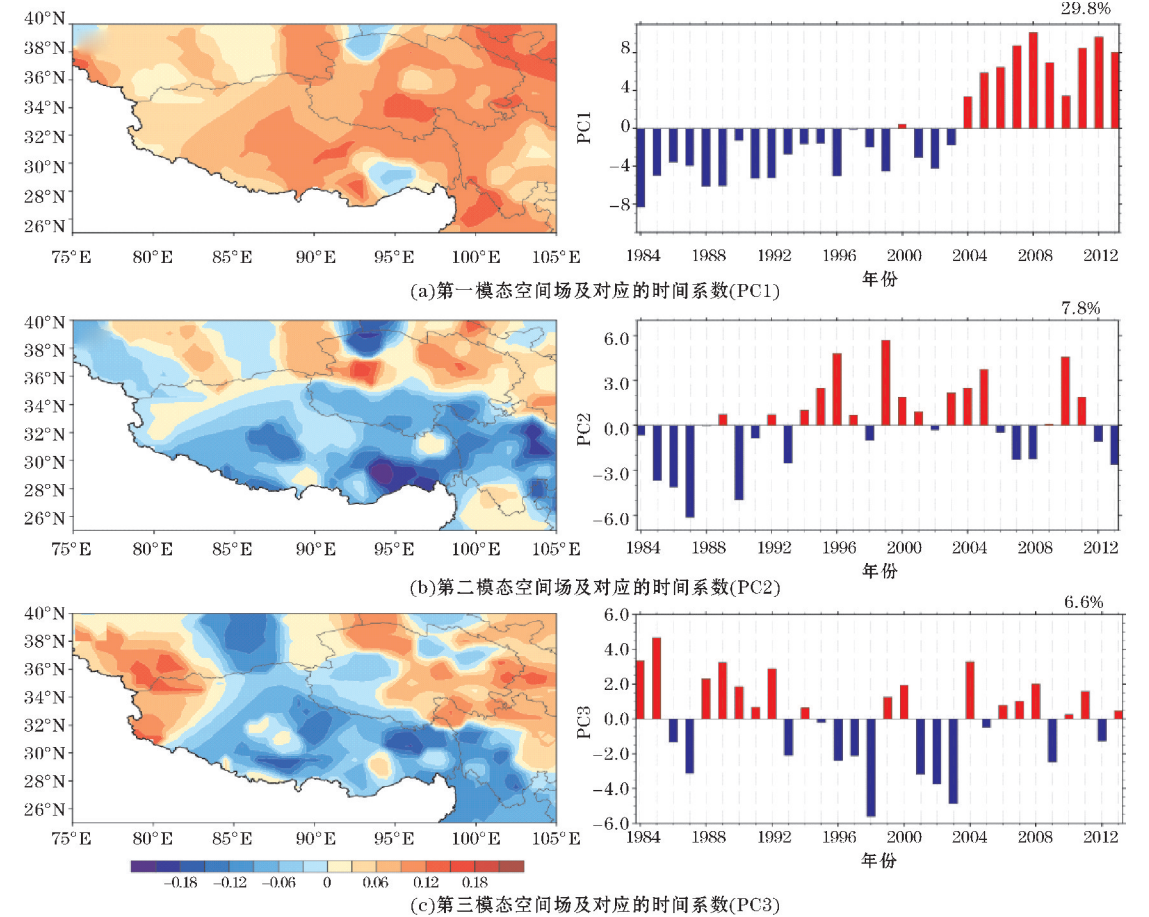 29.8%
40°N
38°N
36°N
34°N
32°N
30°N
28°N
26°N
75°E 80°E 85°E 90°E 95°E 100°E 105°E
PC1
8
4
0
−4
−8
1984 1988 1992 1996 2000 2004 2008 2012
年份
(a)第一模态空间场及对应的时间系数(PC1)
7.8%
40°N
38°N
36°N
34°N
32°N
30°N
28°N
26°N
75°E 80°E 85°E 90°E 95°E 100°E 105°E
PC2
6.0
3.0
0.0
−3.0
−6.0
1984 1988 1992 1996 2000 2004 2008 2012
年份
(b)第二模态空间场及对应的时间系数(PC2)
6.6%
40°N
38°N
36°N
34°N
32°N
30°N
28°N
26°N
75°E 80°E 85°E 90°E 95°E 100°E 105°E
PC3
6.0
4.0
2.0
0.0
−2.0
−4.0
−6.0
1984 1988 1992 1996 2000 2004 2008 2012
年份
−0.18 −0.12 −0.06 0 0.06 0.12 0.18
(c)第三模态空间场及对应的时间系数(PC3)